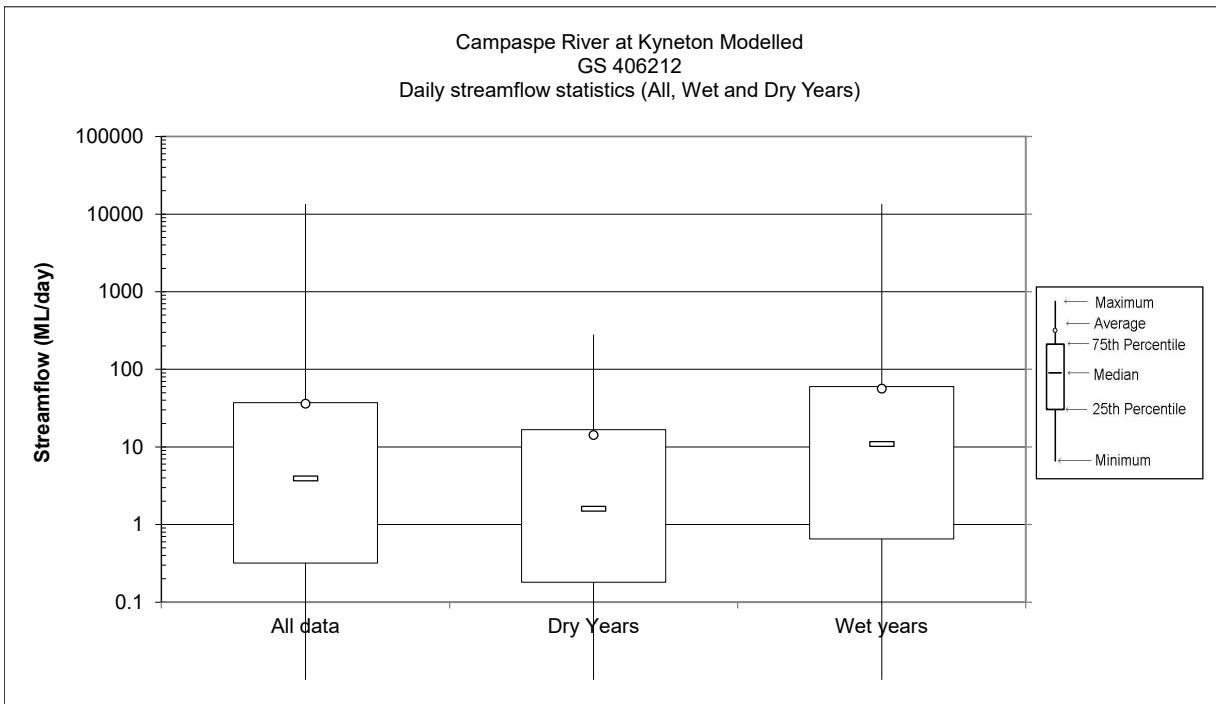 Campaspe River at Kyneton Modelled
GS 406212
Daily streamflow statistics (All, Wet and Dry Years)
Streamflow (ML/day)
100000
10000
1000
100
10
1
0.1
All data
Dry Years
Wet years
Maximum
Average
75th Percentile
Median
25th Percentile
Minimum